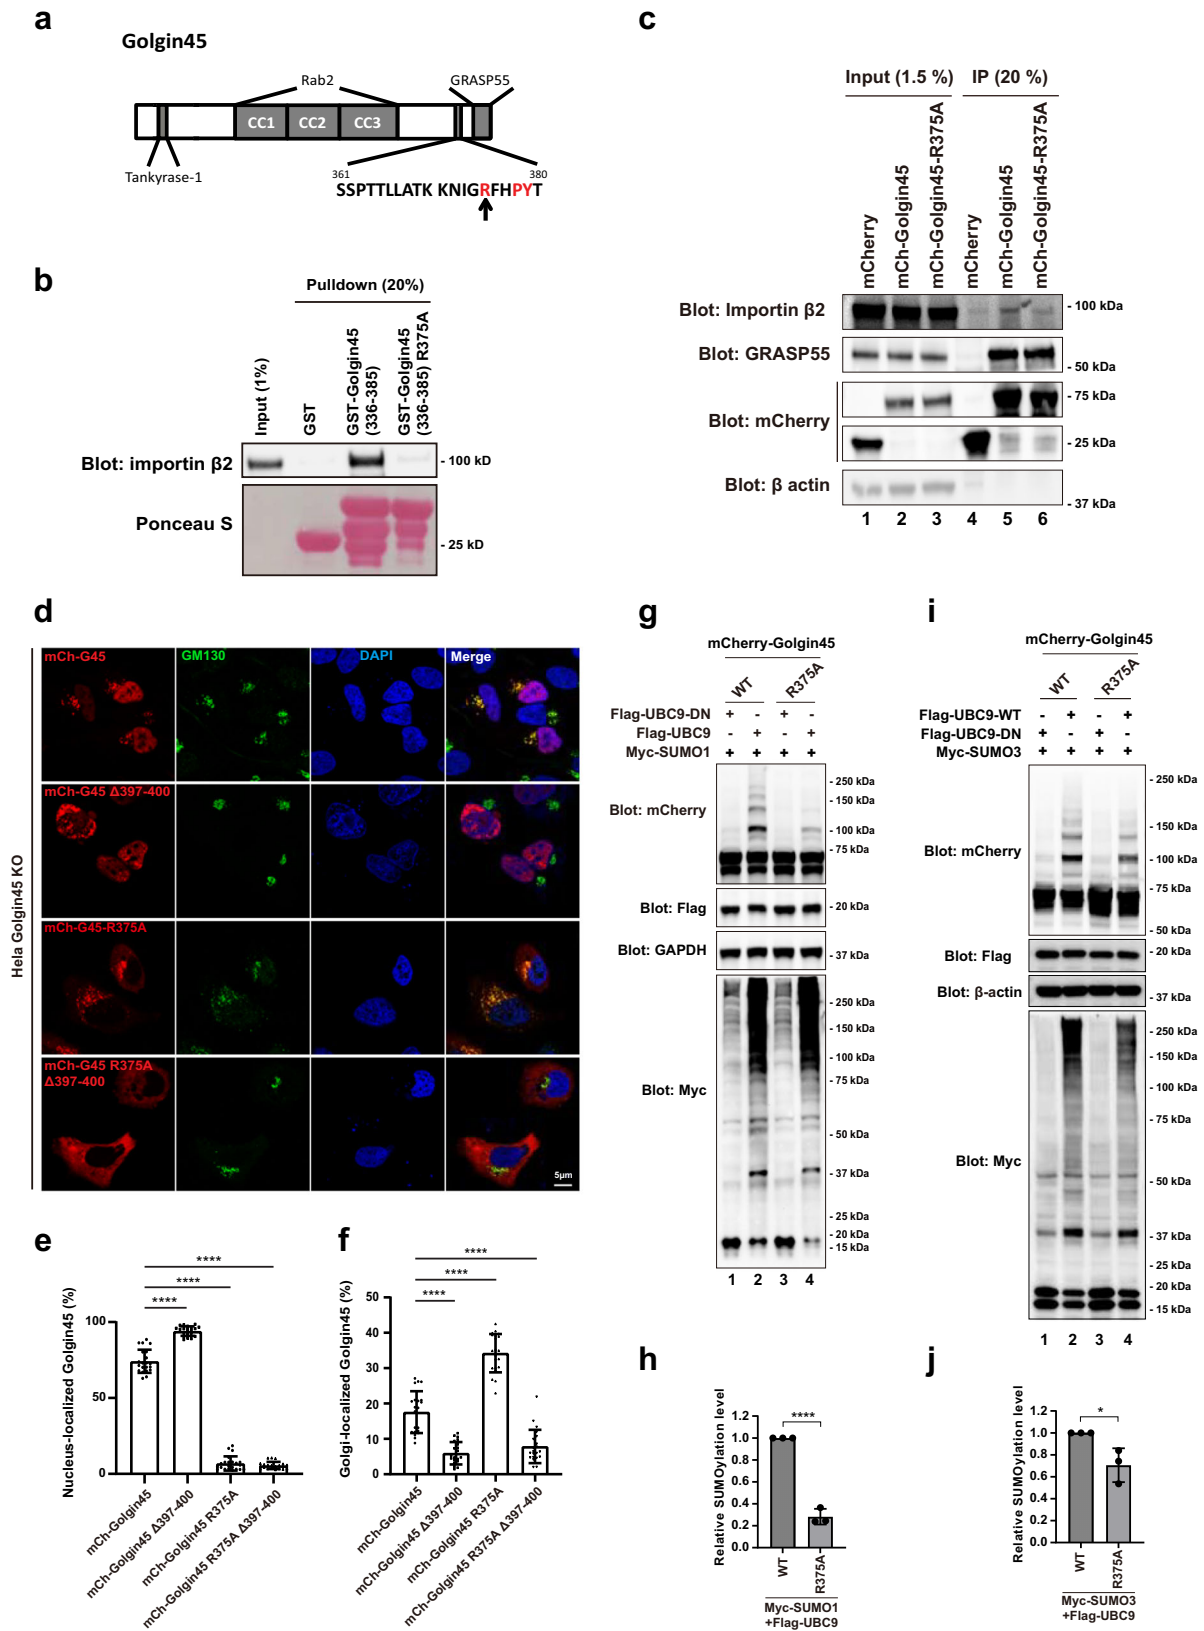 a
Golgin45
Rab2
GRASP55
CC1
CC2
CC3
Tankyrase-1
361
380
SSPTTLLATK KNIGRFHPYT
b
Pulldown (20%)
Input (1%)
GST
GST-Golgin45
(336-385)
GST-Golgin45
(336-385) R375A
Blot: importin β2
- 100 kD
Ponceau S
- 25 kD
c
Input (1.5 %)
IP (20 %)
mCherry
mCh-Golgin45
mCh-Golgin45-R375A
mCherry
mCh-Golgin45
mCh-Golgin45-R375A
Blot: Importin β2
- 100 kDa
Blot: GRASP55
- 50 kDa
Blot: mCherry
- 75 kDa
- 25 kDa
Blot: β actin
- 37 kDa
1 2 3 4 5 6
d
Hela Golgin45 KO
mCh-G45
GM130
DAPI
Merge
mCh-G45 Δ397-400
mCh-G45-R375A
mCh-G45 R375A
Δ397-400
5μm
e
****
****
****
Nucleus-localized Golgin45 (%)
100
50
0
mCh-Golgin45
mCh-Golgin45 Δ397-400
mCh-Golgin45 R375A
mCh-Golgin45 R375A Δ397-400
f
****
****
****
Golgi-localized Golgin45 (%)
50
40
30
20
10
0
mCh-Golgin45
mCh-Golgin45 Δ397-400
mCh-Golgin45 R375A
mCh-Golgin45 R375A Δ397-400
g
mCherry-Golgin45
WT
R375A
Flag-UBC9-DN + - + -
Flag-UBC9 - + - +
Myc-SUMO1 + + + +
Blot: mCherry
- 250 kDa
- 150 kDa
- 100 kDa
- 75 kDa
Blot: Flag
- 20 kDa
Blot: GAPDH
- 37 kDa
Blot: Myc
- 250 kDa
- 150 kDa
- 100 kDa
- 75 kDa
- 50 kDa
- 37 kDa
- 20 kDa
- 15 kDa
1 2 3 4
h
Relative SUMOylation level
****
1.2
1.0
0.8
0.6
0.4
0.2
0.0
WT
R375A
Myc-SUMO1
+Flag-UBC9
i
mCherry-Golgin45
WT
R375A
Flag-UBC9-WT - + - +
Flag-UBC9-DN + - + -
Myc-SUMO3 + + + +
Blot: mCherry
- 250 kDa
- 150 kDa
- 100 kDa
- 75 kDa
- 50 kDa
Blot: Flag
- 20 kDa
Blot: β-actin
- 37 kDa
Blot: Myc
- 250 kDa
- 150 kDa
- 100 kDa
- 75 kDa
- 50 kDa
- 37 kDa
- 25 kDa
- 20 kDa
- 15 kDa
1 2 3 4
j
Relative SUMOylation level
*
1.2
1.0
0.8
0.6
0.4
0.2
0.0
WT
R375A
Myc-SUMO3
+Flag-UBC9